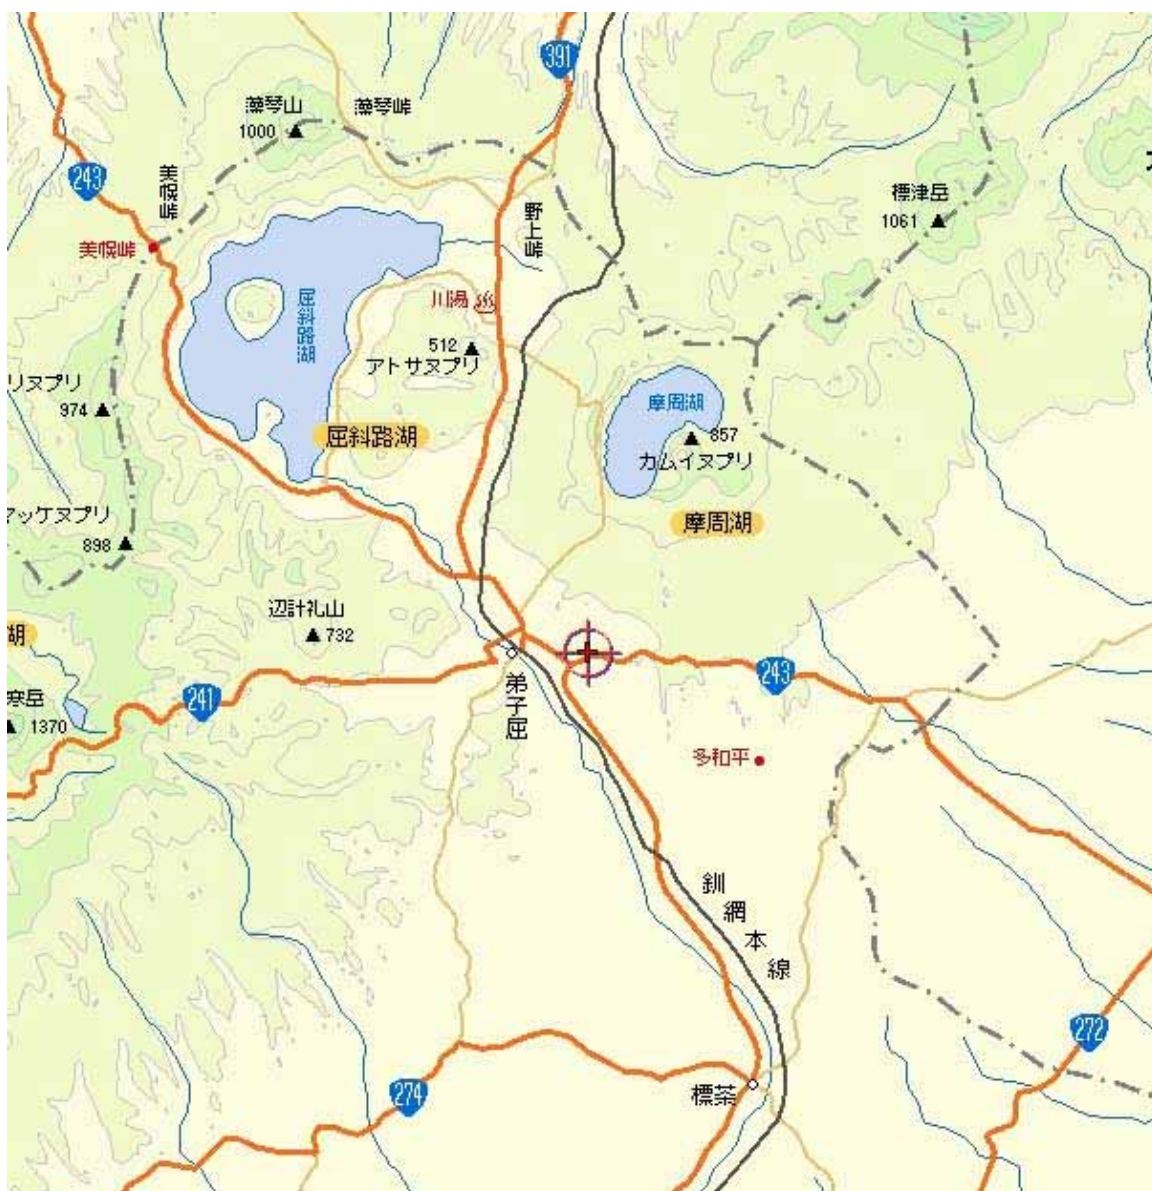 391
藻琴山
藻琴峠
1000
243
美幌峠
標津岳
1061
野上峠
美幌峠
屈斜路湖
川湯
512
アトサヌプリ
リヌプリ
974
摩周湖
857
カムイヌプリ
屈斜路湖
マッケヌプリ
898
摩周湖
辺計礼山
732
湖
243
241
弟子屈
寒岳
1370
多和平
釧網本線
272
274
標茶